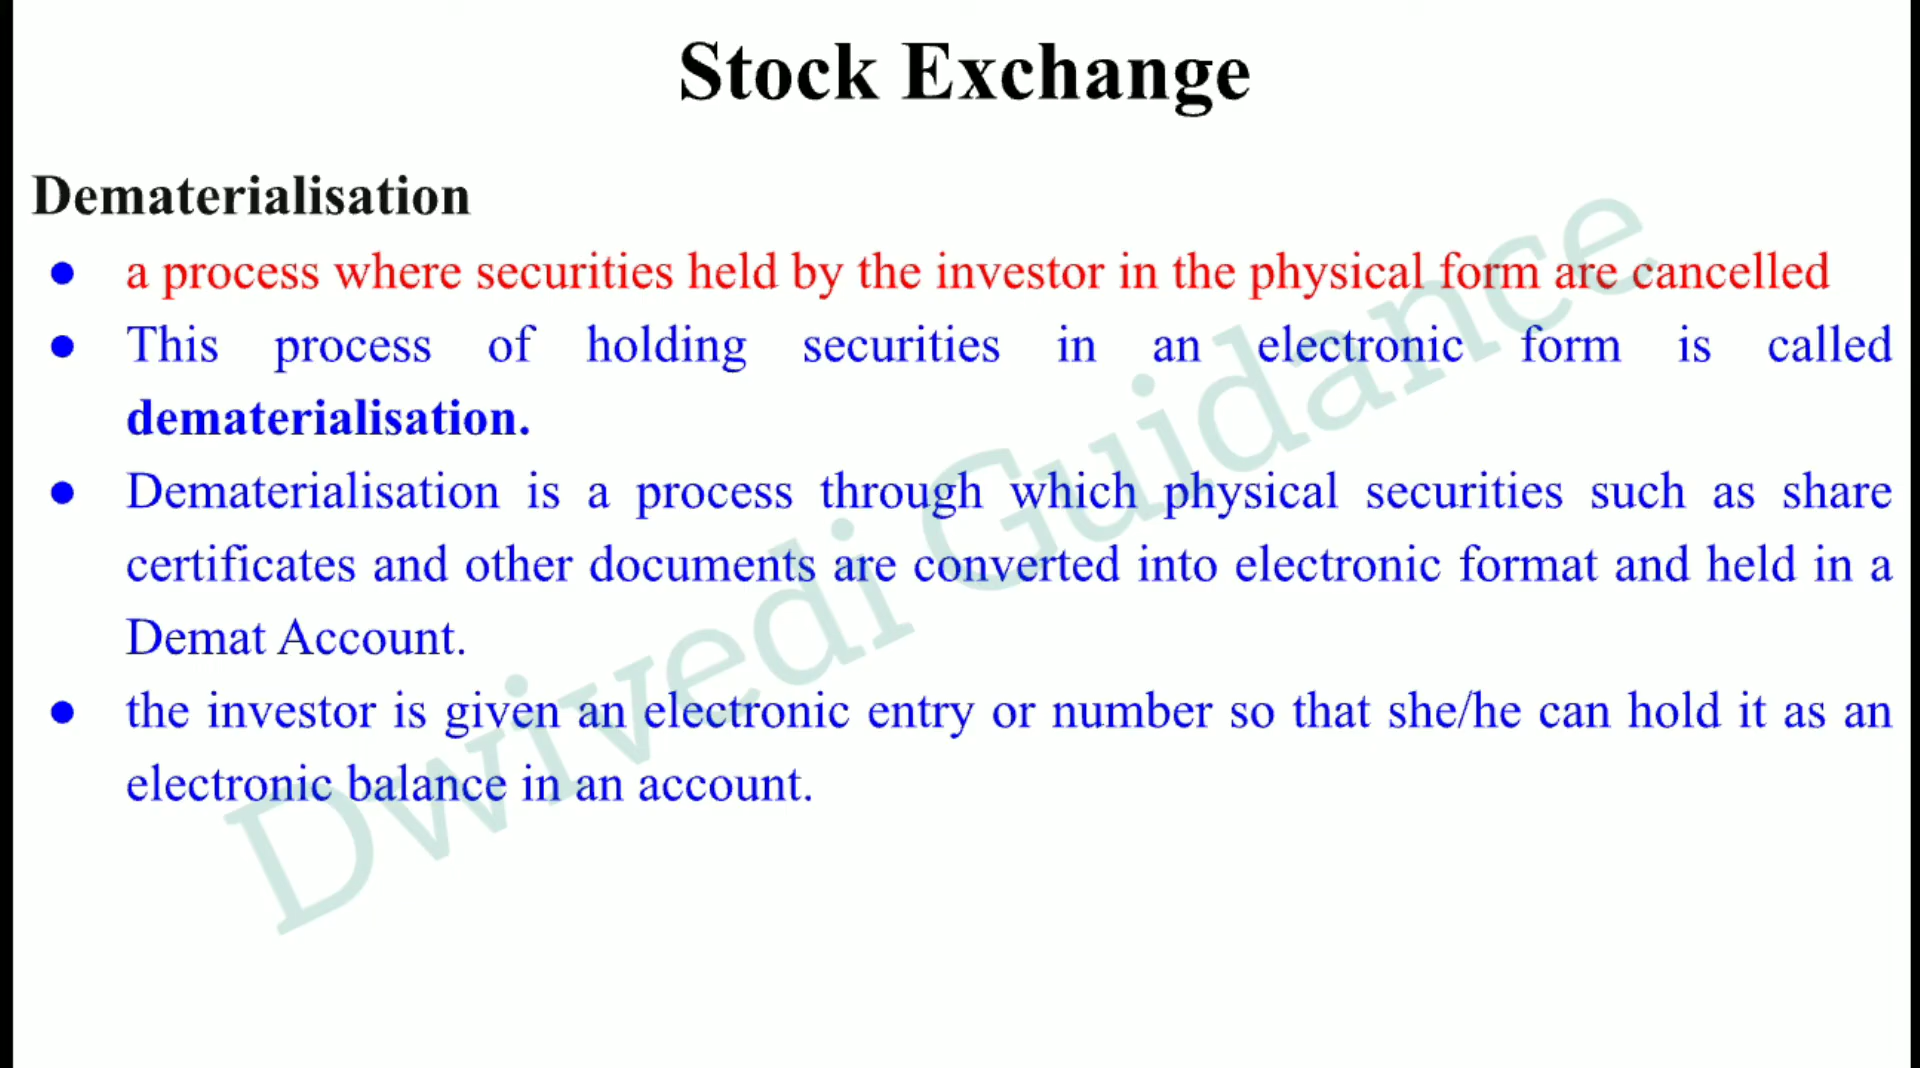 Stock Exchange
Dematerialisation
● a process where securities held by the investor in the physical form are cancelled
● This process of holding securities in an electronic form is called
dematerialisation.
● Dematerialisation is a process through which physical securities such as share
certificates and other documents are converted into electronic format and held in a
Demat Account.
● the investor is given an electronic entry or number so that she/he can hold it as an
electronic balance in an account.
Dwivedi Guidance